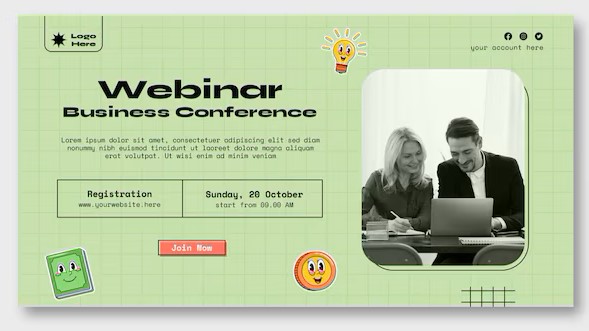 Logo
Here
your account here
Webinar
Business Conference
Lorem ipsum dolor sit amet, consectetuer adipiscing elit sed diam
nonummy nibh euismod tincidunt ut laoreet dolore magna aliquam
erat volutpat. Ut wisi enim ad minim veniam
Registration
www.yourwebsite.here
Sunday, 20 October
start from 09.00 AM
Join Now